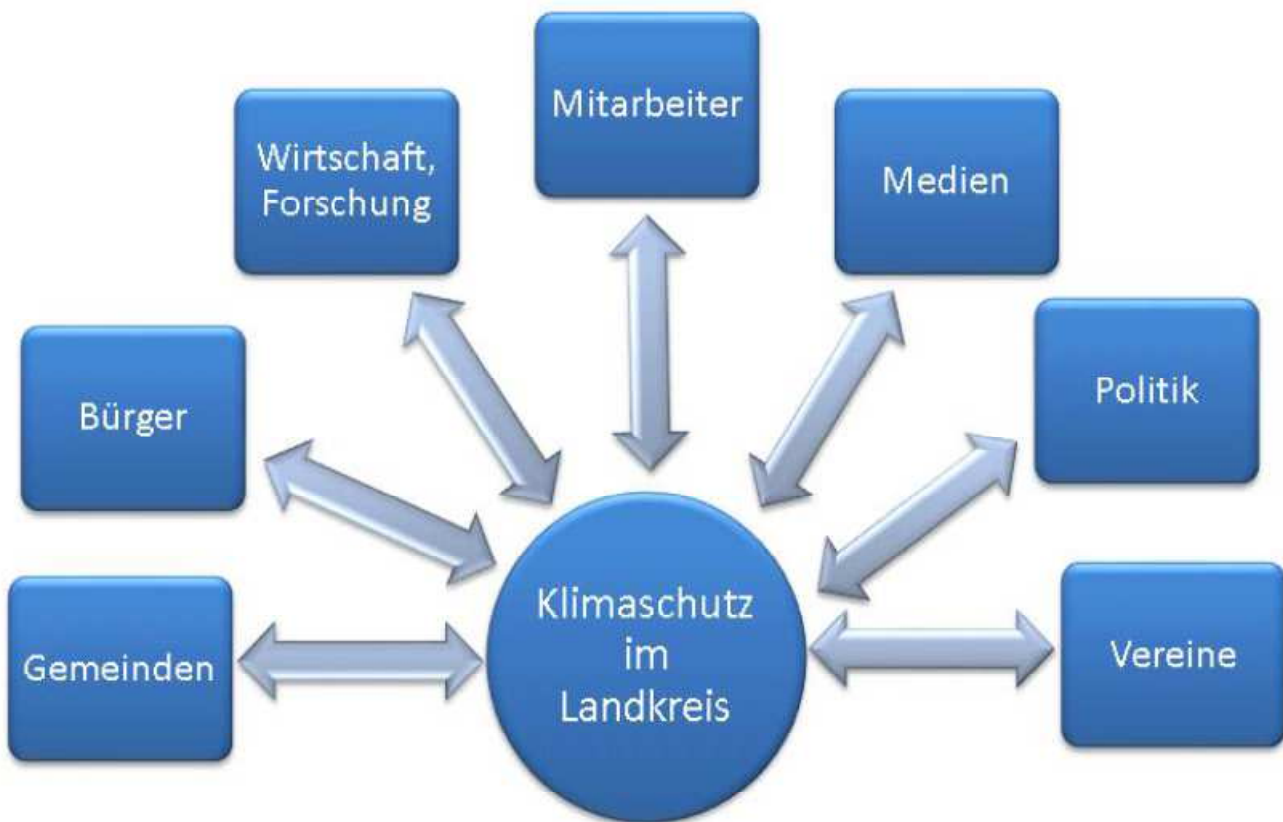 Mitarbeiter
Wirtschaft,
Forschung
Medien
Bürger
Politik
Gemeinden
Klimaschutz
im
Landkreis
Vereine